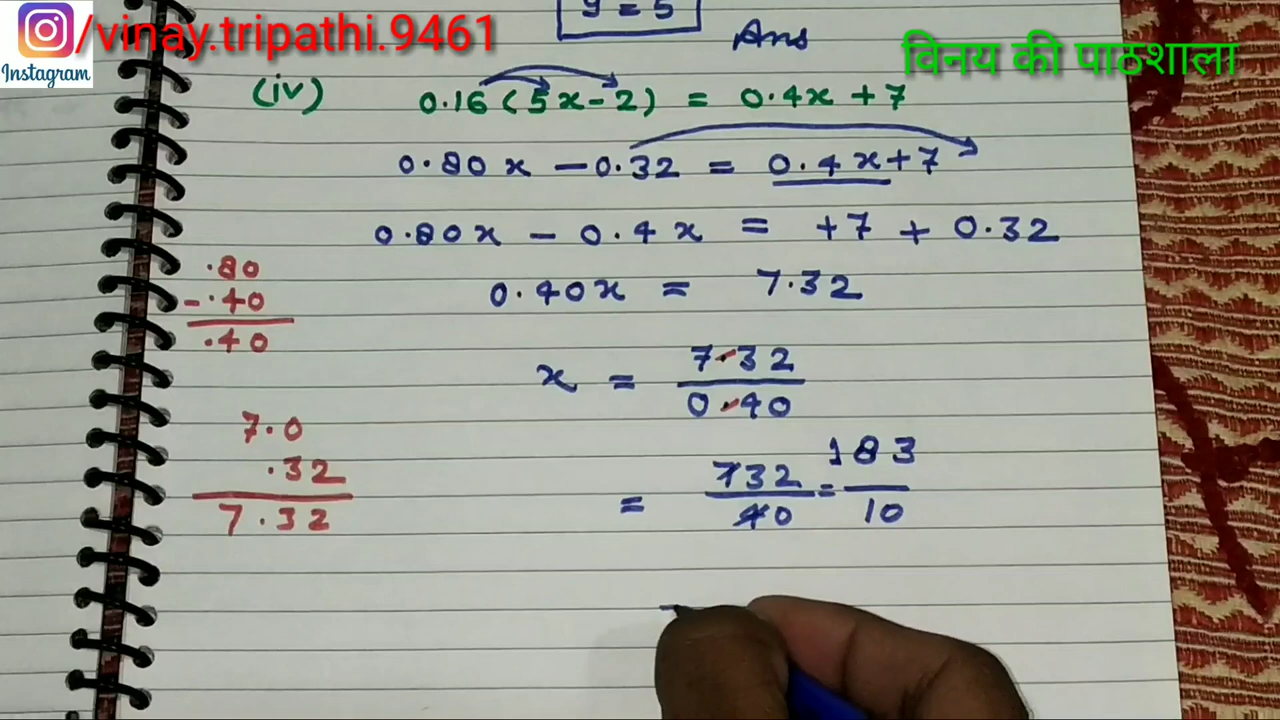 y = 5
Ans
/vinay.tripathi.9461
Instagram
विनय की पाठशाला
(iv) 0.16(5x-2) = 0.4x+7
0.80x - 0.32 = 0.4x+7
0.80x - 0.4x = +7 + 0.32
.80
- .40
.40
0.40x = 7.32
x = 7.32/0.40
7.0
.32
7.32
= 732/40 = 183/10